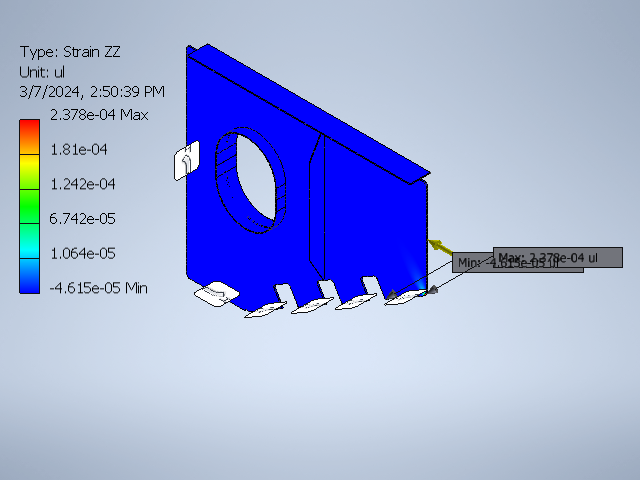 Type: Strain ZZ
Unit: ul
3/7/2024, 2:50:39 PM
2.378e-04 Max
1.81e-04
1.242e-04
6.742e-05
1.064e-05
-4.615e-05 Min
Max: 2.378e-04 ul
Min: -4.615e-05 ul